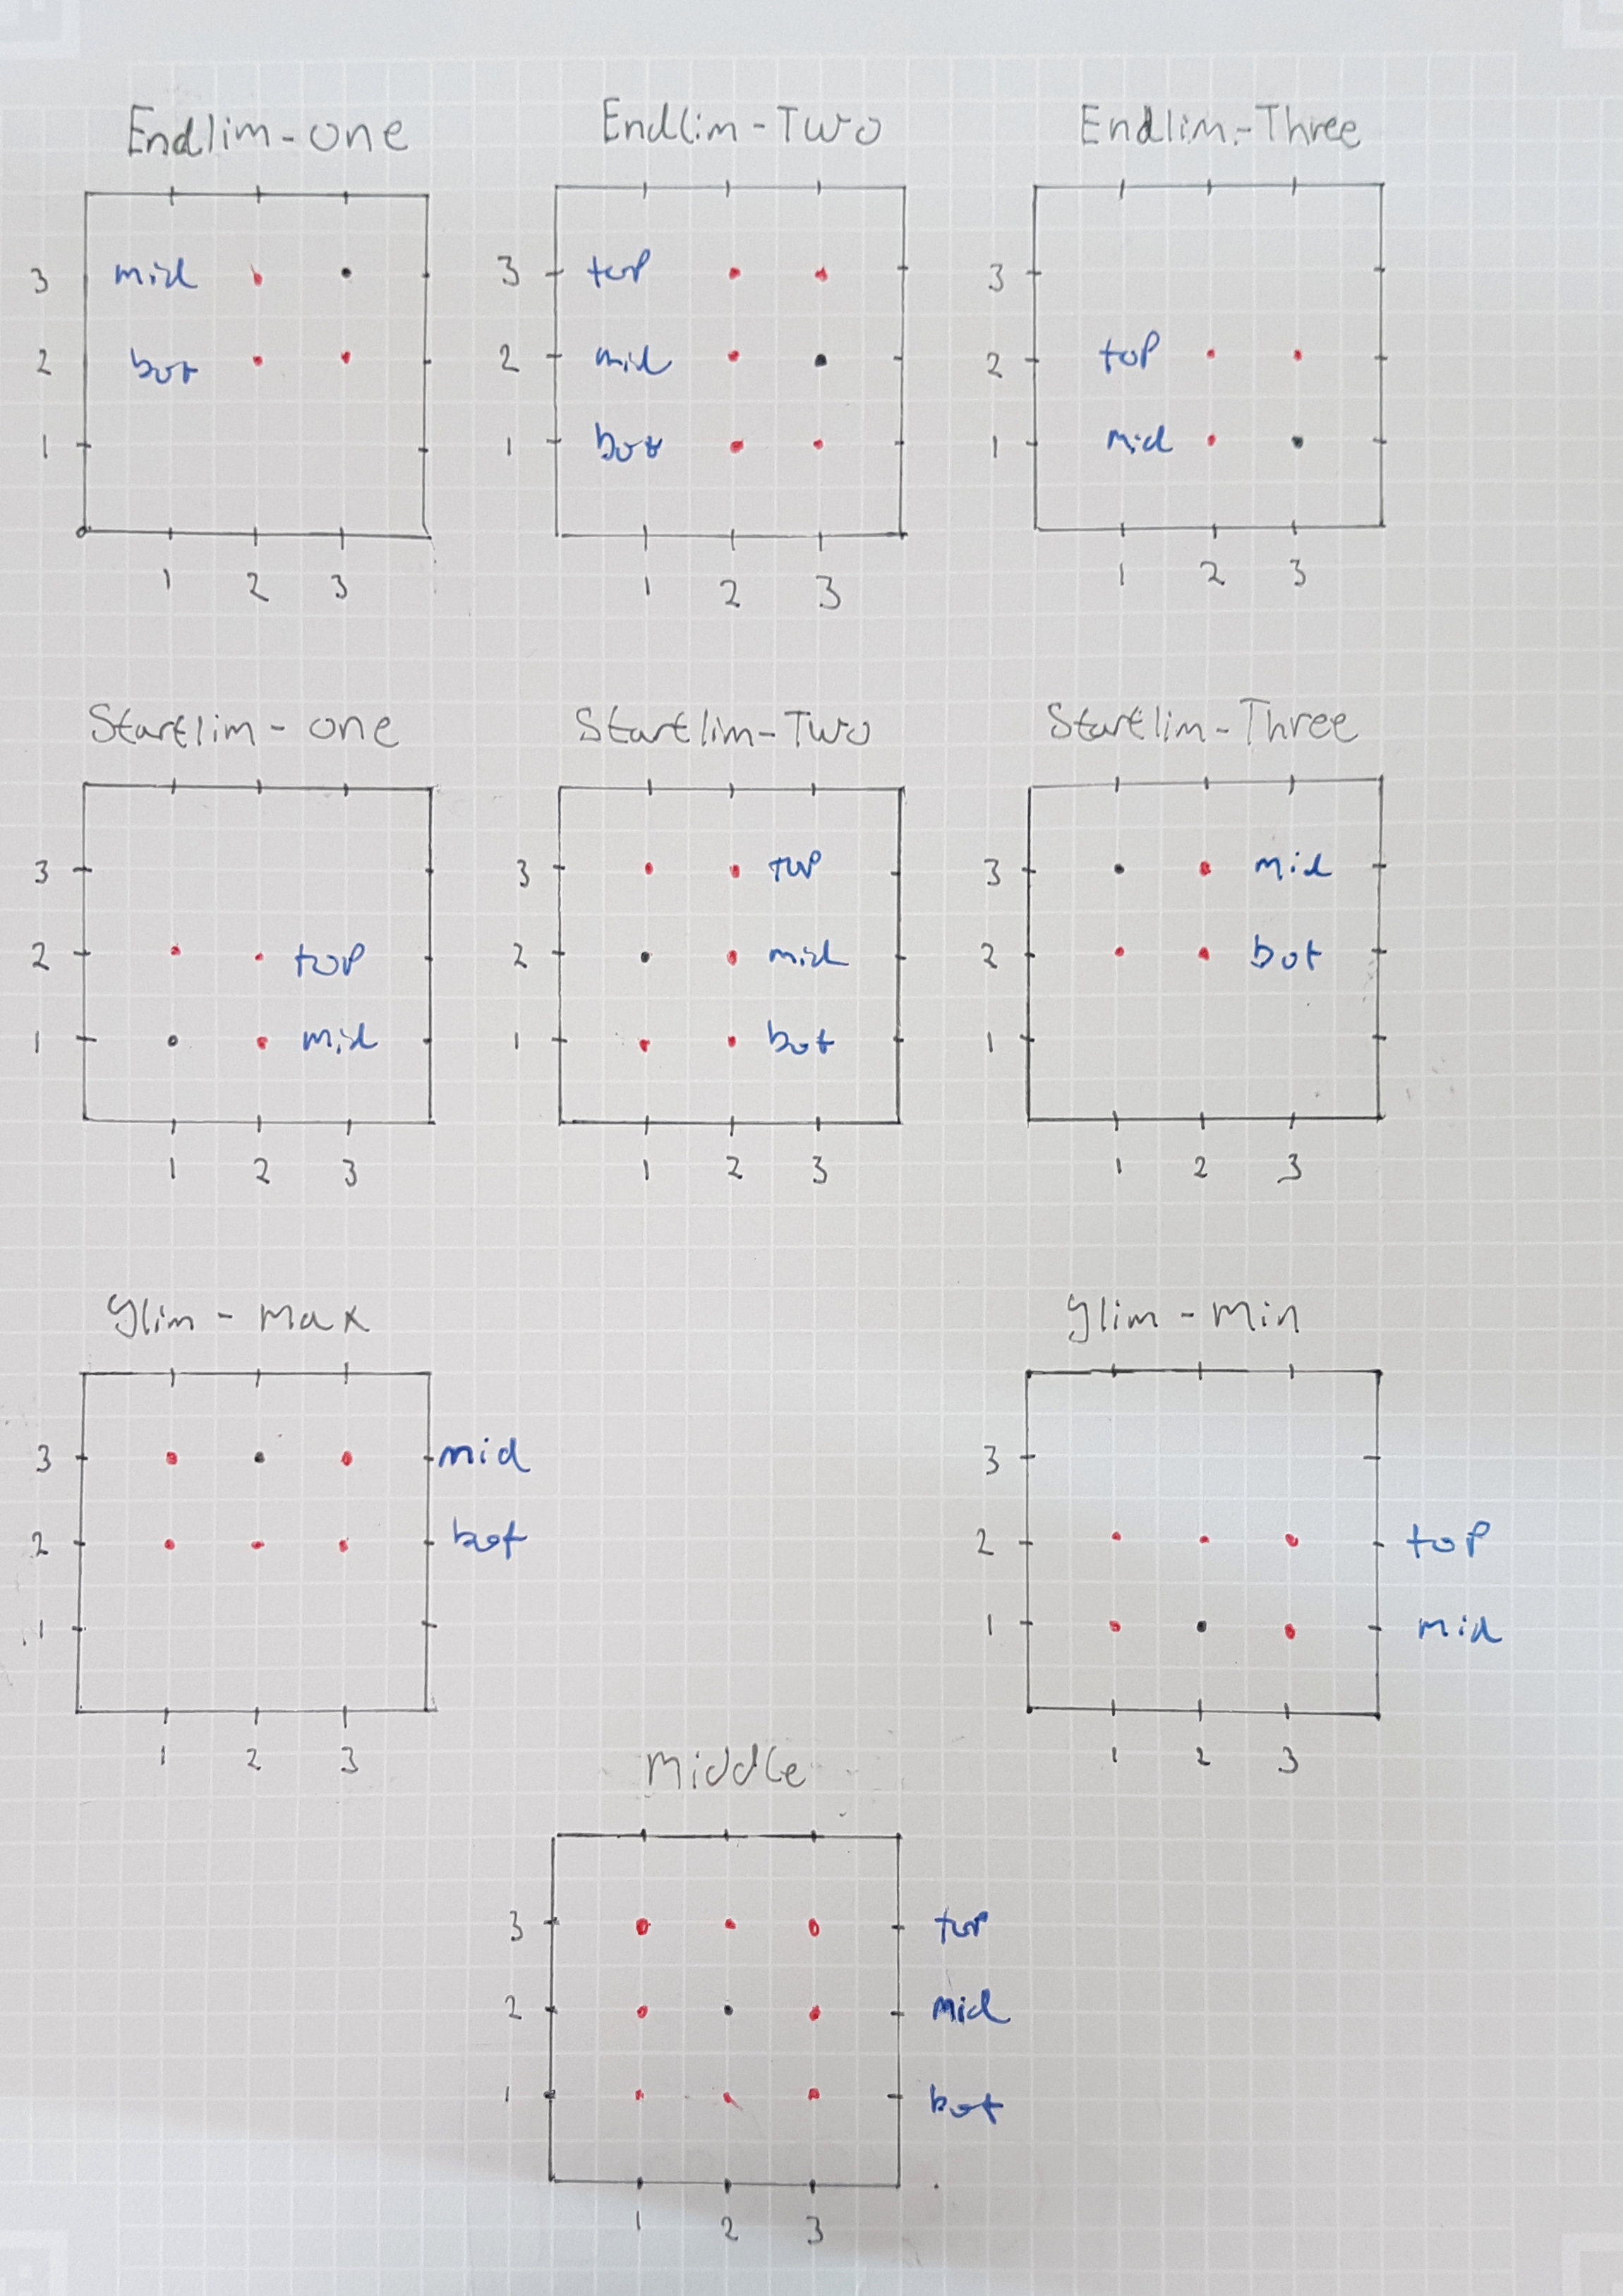 Endlim-one
Endlim-Two
Endlim-Three
3 mid
2 bot
1
1 2 3
3 top
2 mid
1 bot
1 2 3
3
2 top
1 mid
1 2 3
Startlim-one
Startlim-Two
Startlim-Three
3
2 top
1 mid
1 2 3
3 top
2 mid
1 bot
1 2 3
3 mid
2 bot
1
1 2 3
ylim-max
ylim-min
3 mid
2 bot
1
1 2 3
3
2 top
1 mid
1 2 3
Middle
3 top
2 mid
1 bot
1 2 3